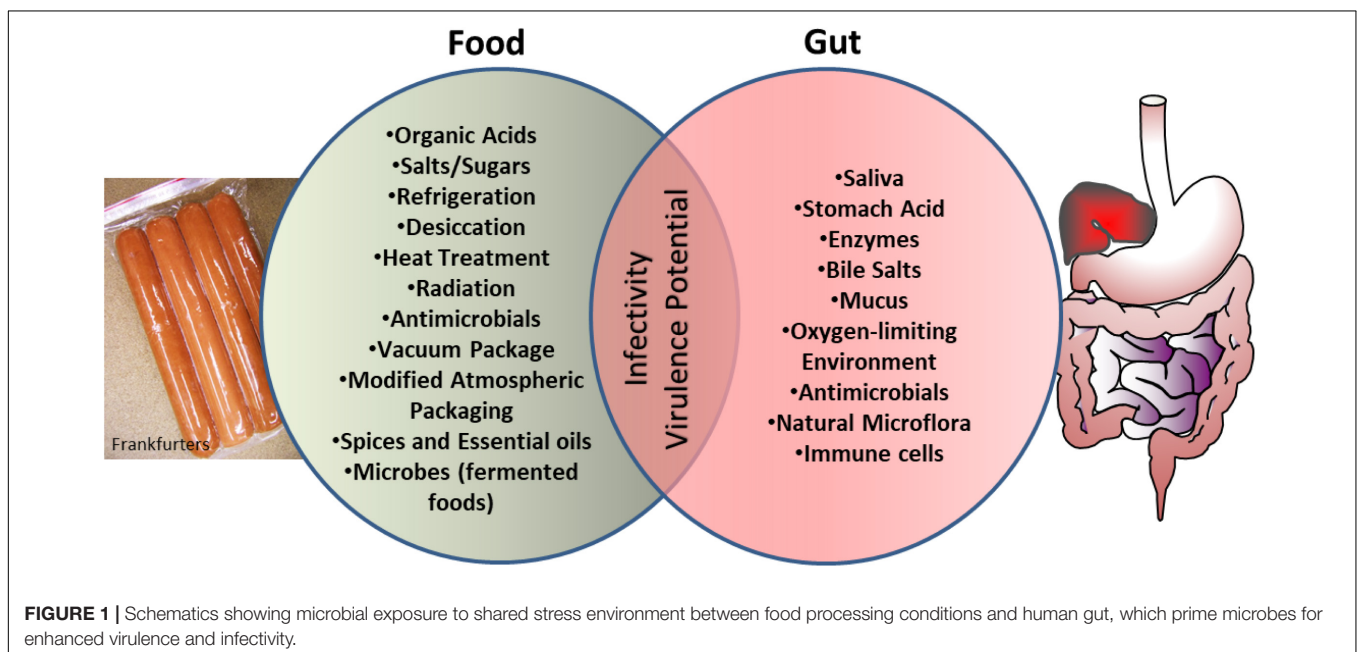 Food
Gut
•Organic Acids
•Salts/Sugars
•Refrigeration
•Desiccation
•Heat Treatment
•Radiation
•Antimicrobials
•Vacuum Package
•Modified Atmospheric
Packaging
•Spices and Essential oils
•Microbes (fermented
foods)
Frankfurters
Infectivity
Virulence Potential
•Saliva
•Stomach Acid
•Enzymes
•Bile Salts
•Mucus
•Oxygen-limiting
Environment
•Antimicrobials
•Natural Microflora
•Immune cells
FIGURE 1 | Schematics showing microbial exposure to shared stress environment between food processing conditions and human gut, which prime microbes for
enhanced virulence and infectivity.